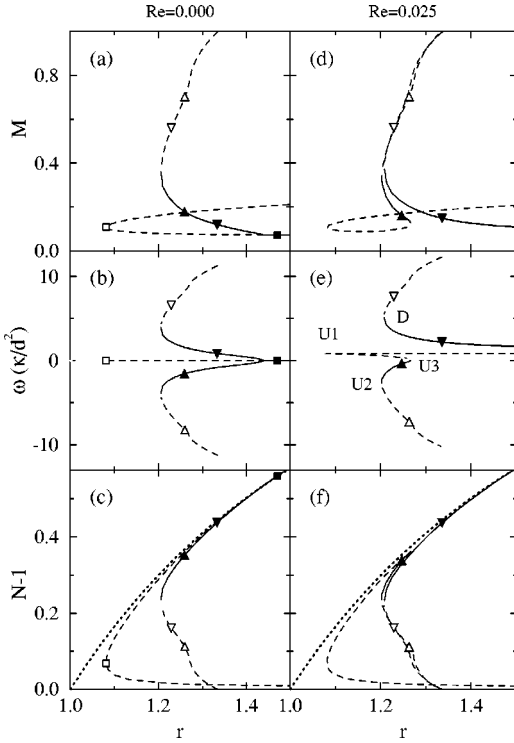 Re=0.000 Re=0.025
(a) (d)
0.8
M
0.4
0.0
(b) (e)
10
D
ω (κ/d²)
U1
0
U3
U2
-10
(c) (f)
0.4
N-1
0.2
0.0
1.0 1.2 1.4 1.0 1.2 1.4
r r